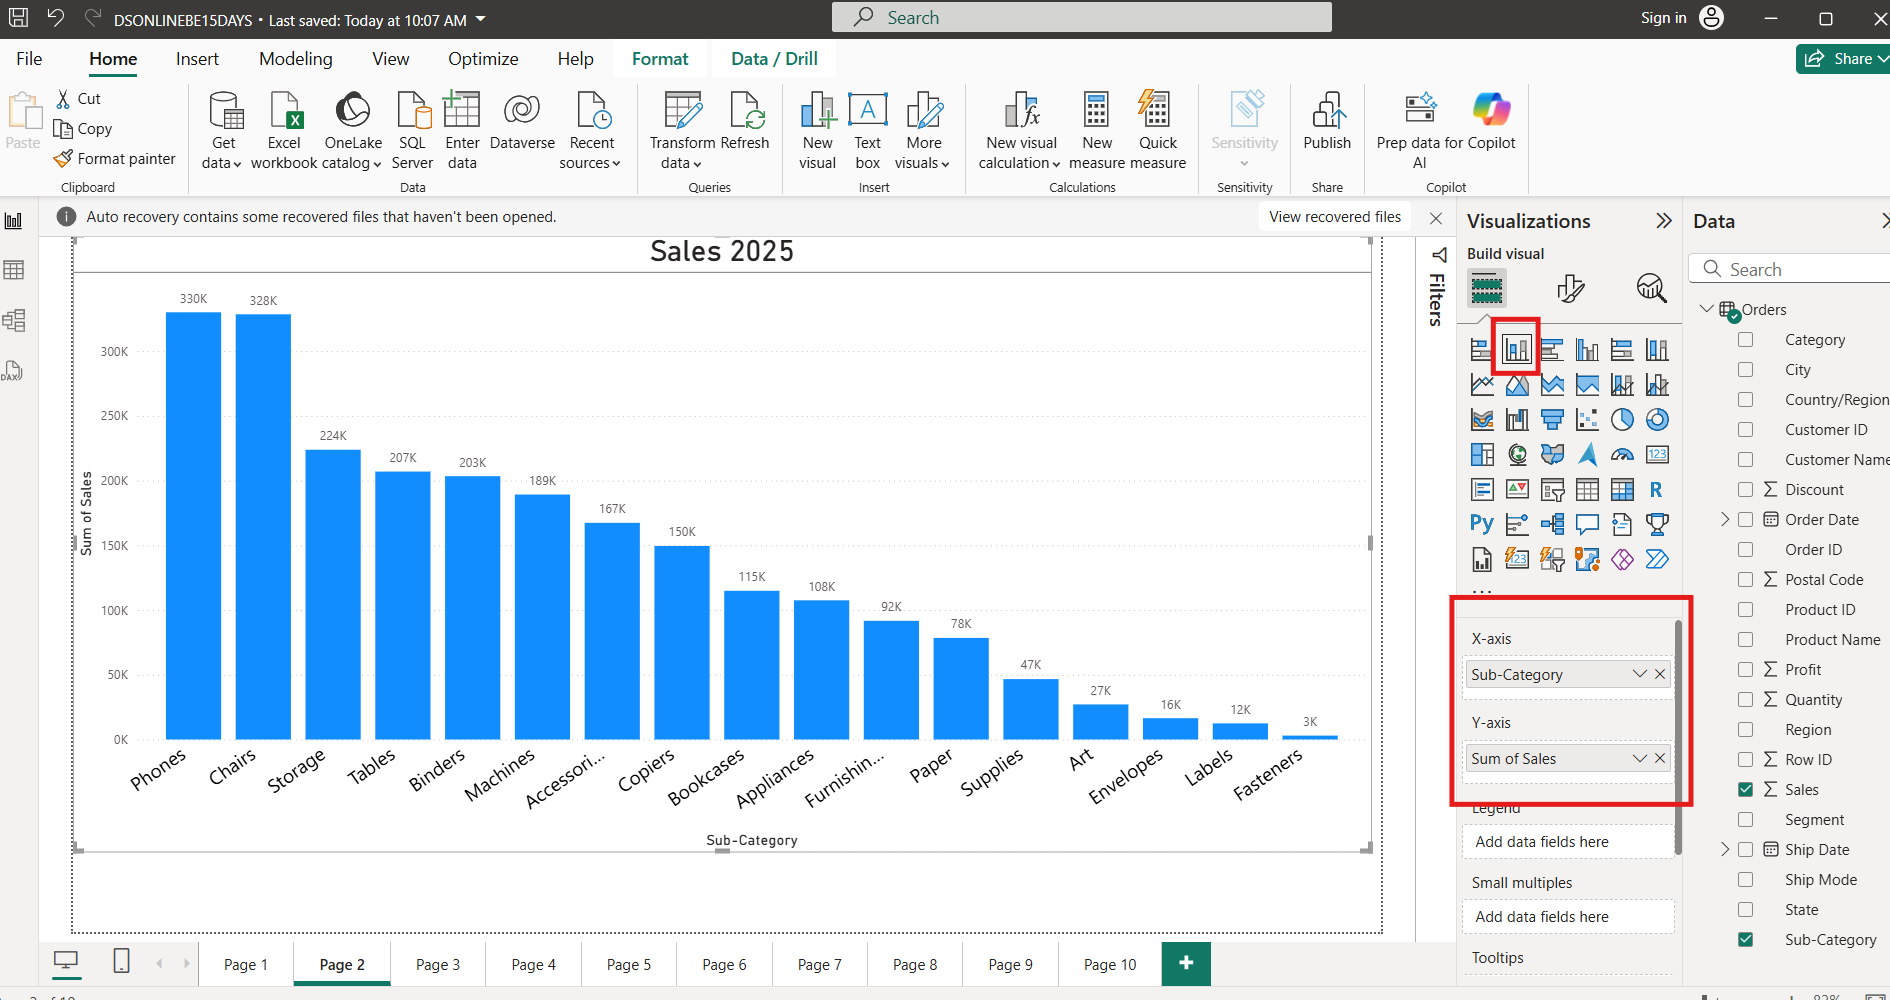 DSONLINEBE15DAYS • Last saved: Today at 10:07 AM
Search
Sign in
File Home Insert Modeling View Optimize Help Format Data / Drill
Share
Paste
Cut
Copy
Format painter
Clipboard
Get data
Excel workbook
OneLake catalog
SQL Server
Enter data
Dataverse
Recent sources
Data
Transform data
Refresh
Queries
New visual
Text box
More visuals
Insert
New visual calculation
New measure
Quick measure
Calculations
Sensitivity
Sensitivity
Publish
Share
Prep data for AI
Copilot
Copilot
Auto recovery contains some recovered files that haven't been opened.
View recovered files
Sales 2025
Sum of Sales
300K
250K
200K
150K
100K
50K
0K
330K
328K
224K
207K
203K
189K
167K
150K
115K
108K
92K
78K
47K
27K
16K
12K
3K
Phones
Chairs
Storage
Tables
Binders
Machines
Accessori...
Copiers
Bookcases
Appliances
Furnishin...
Paper
Supplies
Art
Envelopes
Labels
Fasteners
Sub-Category
Filters
Visualizations
Build visual
123
R
Py
123
...
X-axis
Sub-Category
Y-axis
Sum of Sales
Legend
Add data fields here
Small multiples
Add data fields here
Tooltips
Data
Search
Orders
Category
City
Country/Region
Customer ID
Customer Name
Discount
Order Date
Order ID
Postal Code
Product ID
Product Name
Profit
Quantity
Region
Row ID
Sales
Segment
Ship Date
Ship Mode
State
Sub-Category
DAX
Page 1
Page 2
Page 3
Page 4
Page 5
Page 6
Page 7
Page 8
Page 9
Page 10